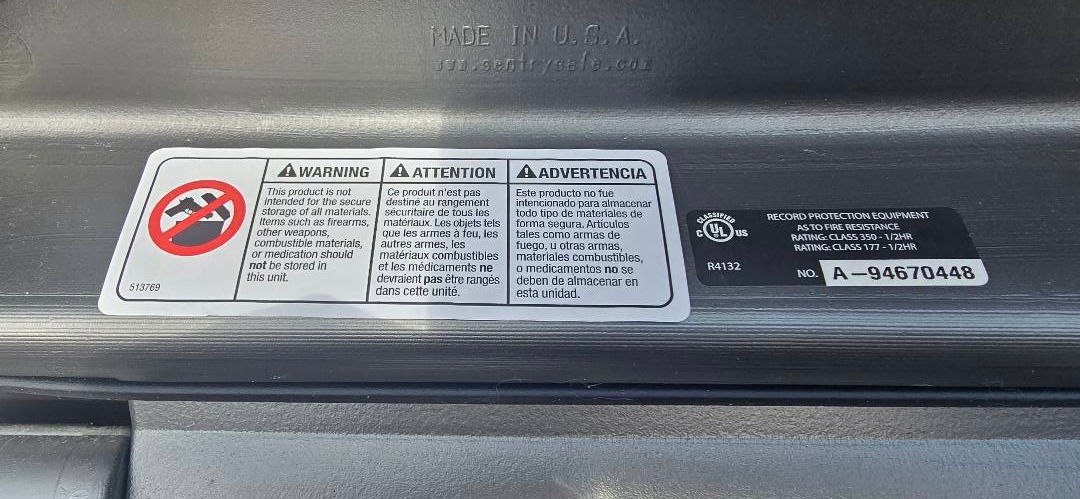 MADE IN U.S.A.
www.sentrysafe.com
WARNING
This product is not
intended for the secure
storage of all materials.
Items such as firearms,
other weapons,
combustible materials,
or medication should
not be stored in
this unit.
ATTENTION
Ce produit n'est pas
destiné au rangement
sécuritaire de tous les
matériaux. Les objets tels
que les armes à feu, les
autres armes, les
matériaux combustibles
et les médicaments ne
devraient pas être rangés
dans cette unité.
ADVERTENCIA
Este producto no fue
intencionado para almacenar
todo tipo de materiales de
forma segura. Artículos
tales como armas de
fuego, u otras armas,
materiales combustibles,
o medicamentos no se
deben de almacenar en
esta unidad.
513769
CLASSIFIED
C UL US
R4132
RECORD PROTECTION EQUIPMENT
AS TO FIRE RESISTANCE
RATING: CLASS 350 - 1/2HR
RATING: CLASS 177 - 1/2HR
NO. A-94670448